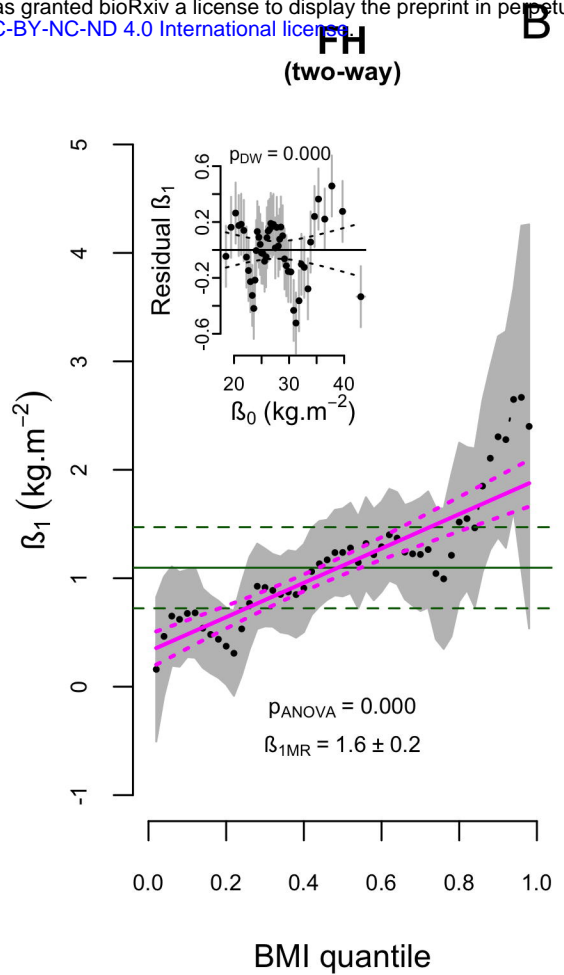 as granted bioRxiv a license to display the preprint in perpetu
C-BY-NC-ND 4.0 International license.
B
FH
(two-way)
pDW = 0.000
Residual ß1
0.6
0.2
-0.2
-0.6
20 30 40
ß0 (kg.m−2)
ß1 (kg.m−2)
5
4
3
2
1
0
-1
pANOVA = 0.000
ß1MR = 1.6 ± 0.2
0.0 0.2 0.4 0.6 0.8 1.0
BMI quantile